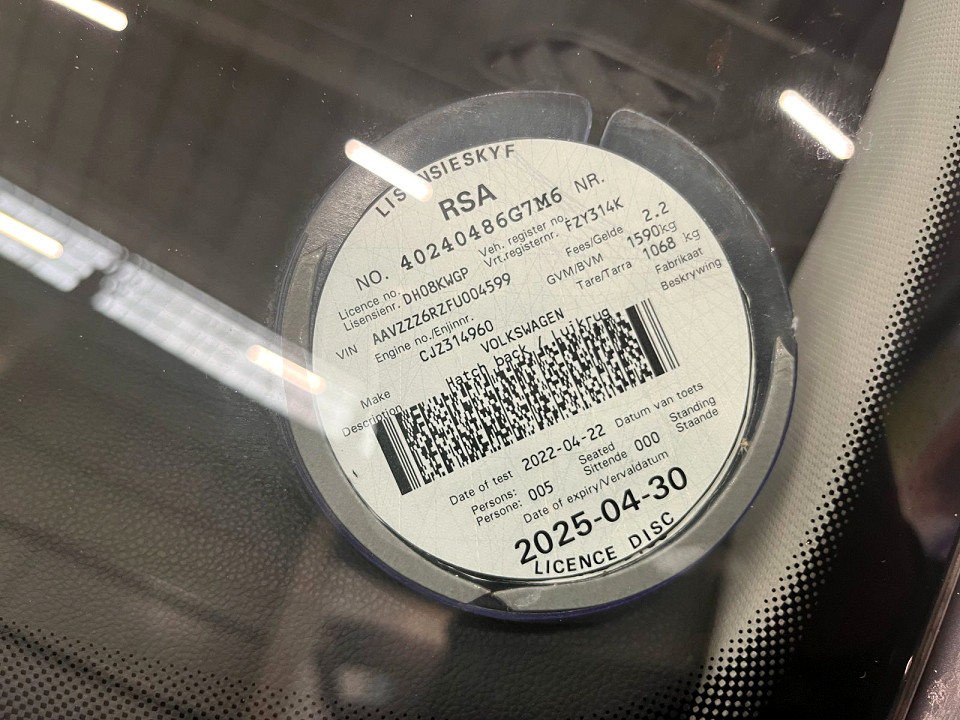 LISENSIESKYF
RSA
NO. 40240486G7M6 NR.
Licence no. DH08KWGP Veh. register no. FZY314K
Lisensienr. Vrt.registernr.
VIN AAVZZZ6RZFU004599 Fees/Gelde 2.2
Engine no./Enjinnr. GVM/BVM 1590kg
CJZ314960 Tare/Tarra 1068 kg
Make VOLKSWAGEN Fabrikaat
Description Hatch back / Luikrug Beskrywing
Date of test 2022-04-22 Datum van toets
Persons: 005 Seated 000 Standing
Persone: Sittende Staande
Date of expiry/Vervaldatum
2025-04-30
LICENCE DISC